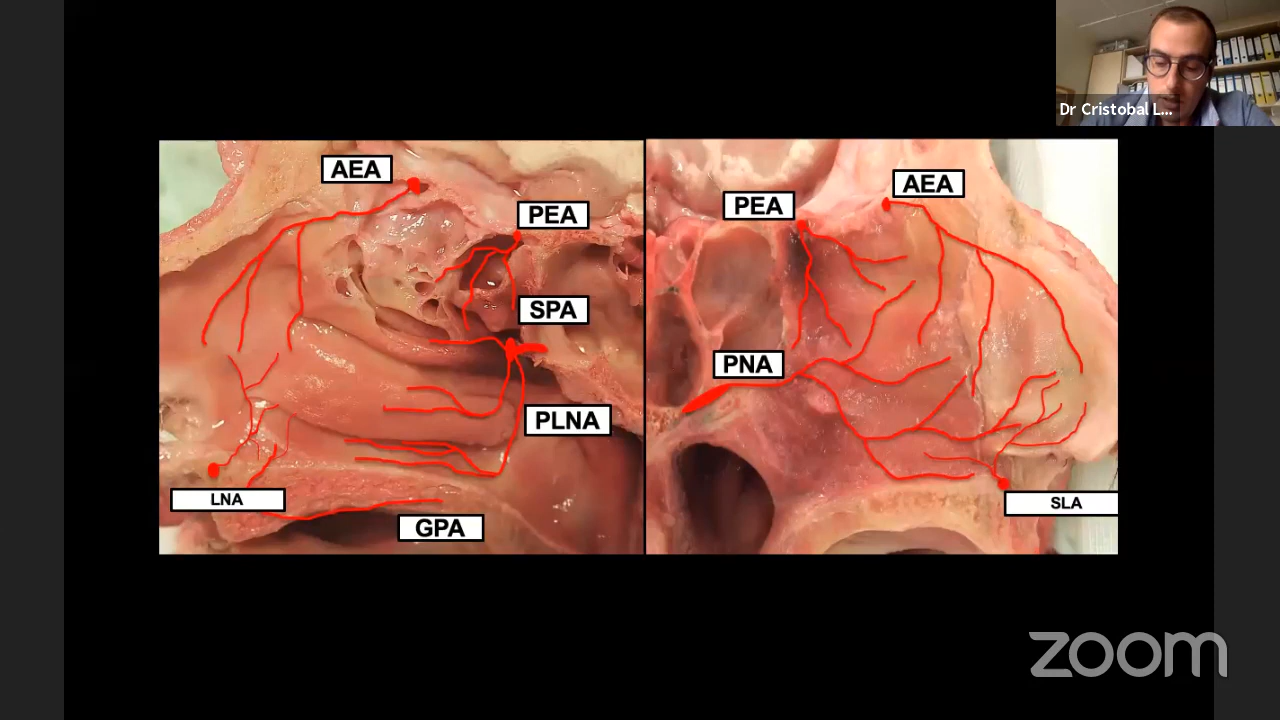 Dr Cristobal L...
AEA
PEA
SPA
PLNA
LNA
GPA
PEA
AEA
PNA
SLA
zoom